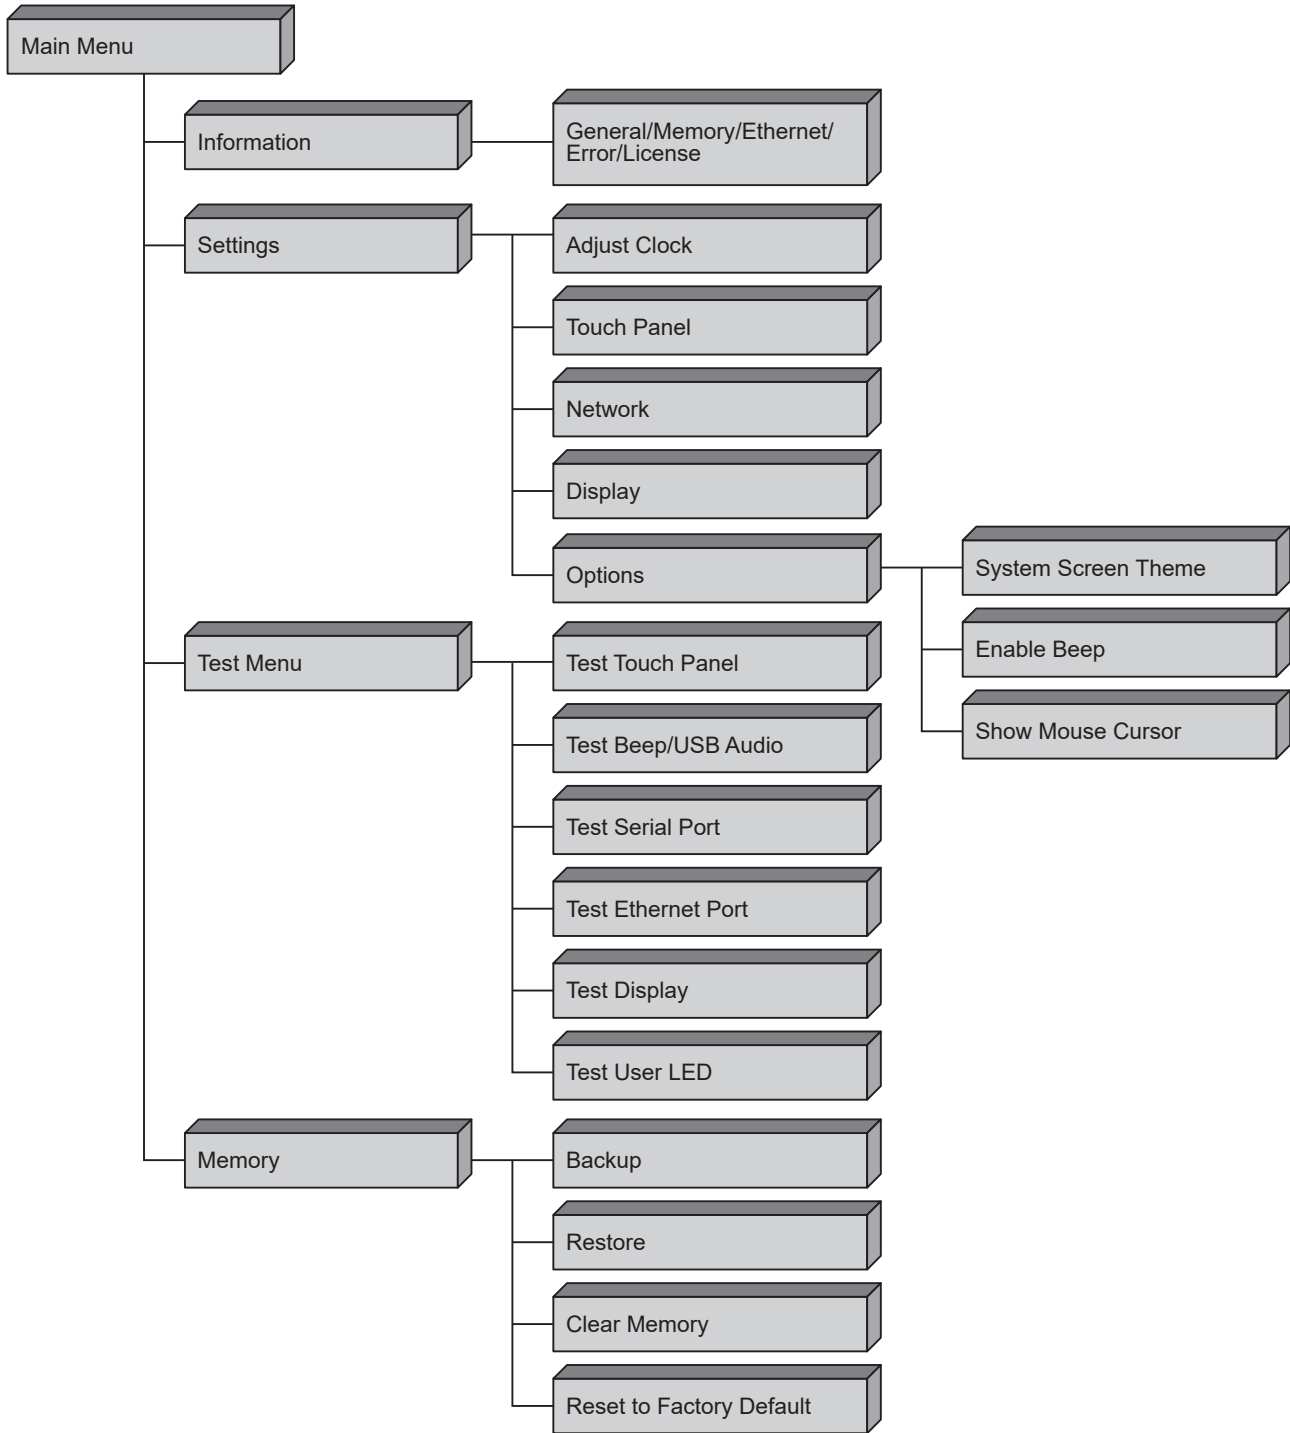 Main Menu
Information
General/Memory/Ethernet/
Error/License
Settings
Adjust Clock
Touch Panel
Network
Display
Options
System Screen Theme
Enable Beep
Show Mouse Cursor
Test Menu
Test Touch Panel
Test Beep/USB Audio
Test Serial Port
Test Ethernet Port
Test Display
Test User LED
Memory
Backup
Restore
Clear Memory
Reset to Factory Default